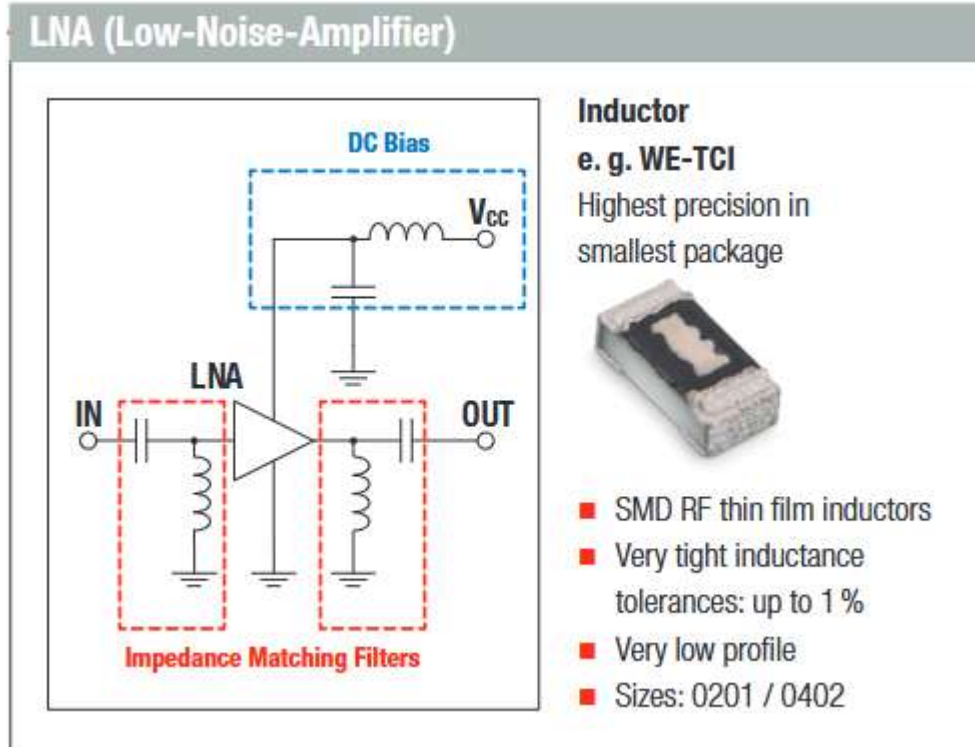 LNA (Low-Noise-Amplifier)
DC Bias
Vcc
LNA
IN
OUT
Impedance Matching Filters
Inductor
e. g. WE-TCI
Highest precision in
smallest package
■ SMD RF thin film inductors
■ Very tight inductance
tolerances: up to 1 %
■ Very low profile
■ Sizes: 0201 / 0402